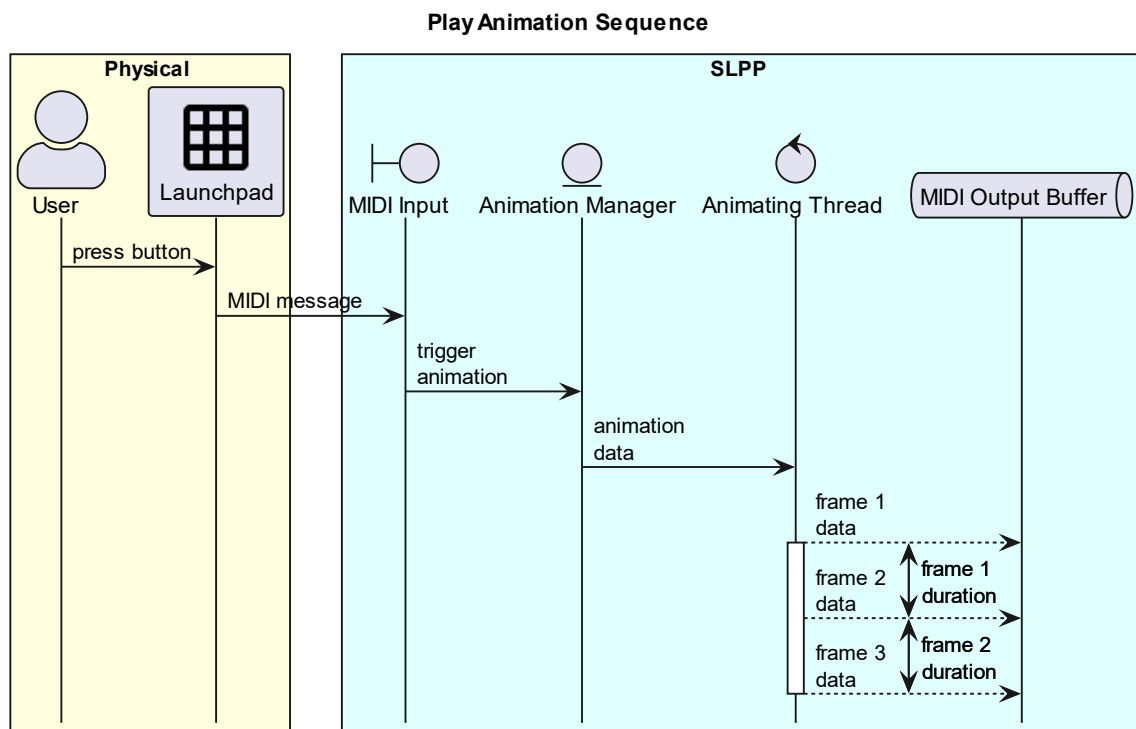 Play Animation Sequence
Physical
SLPP
User
Launchpad
MIDI Input
Animation Manager
Animating Thread
MIDI Output Buffer
press button
MIDI message
trigger
animation
animation
data
frame 1
data
frame 1
duration
frame 2
data
frame 2
duration
frame 3
data